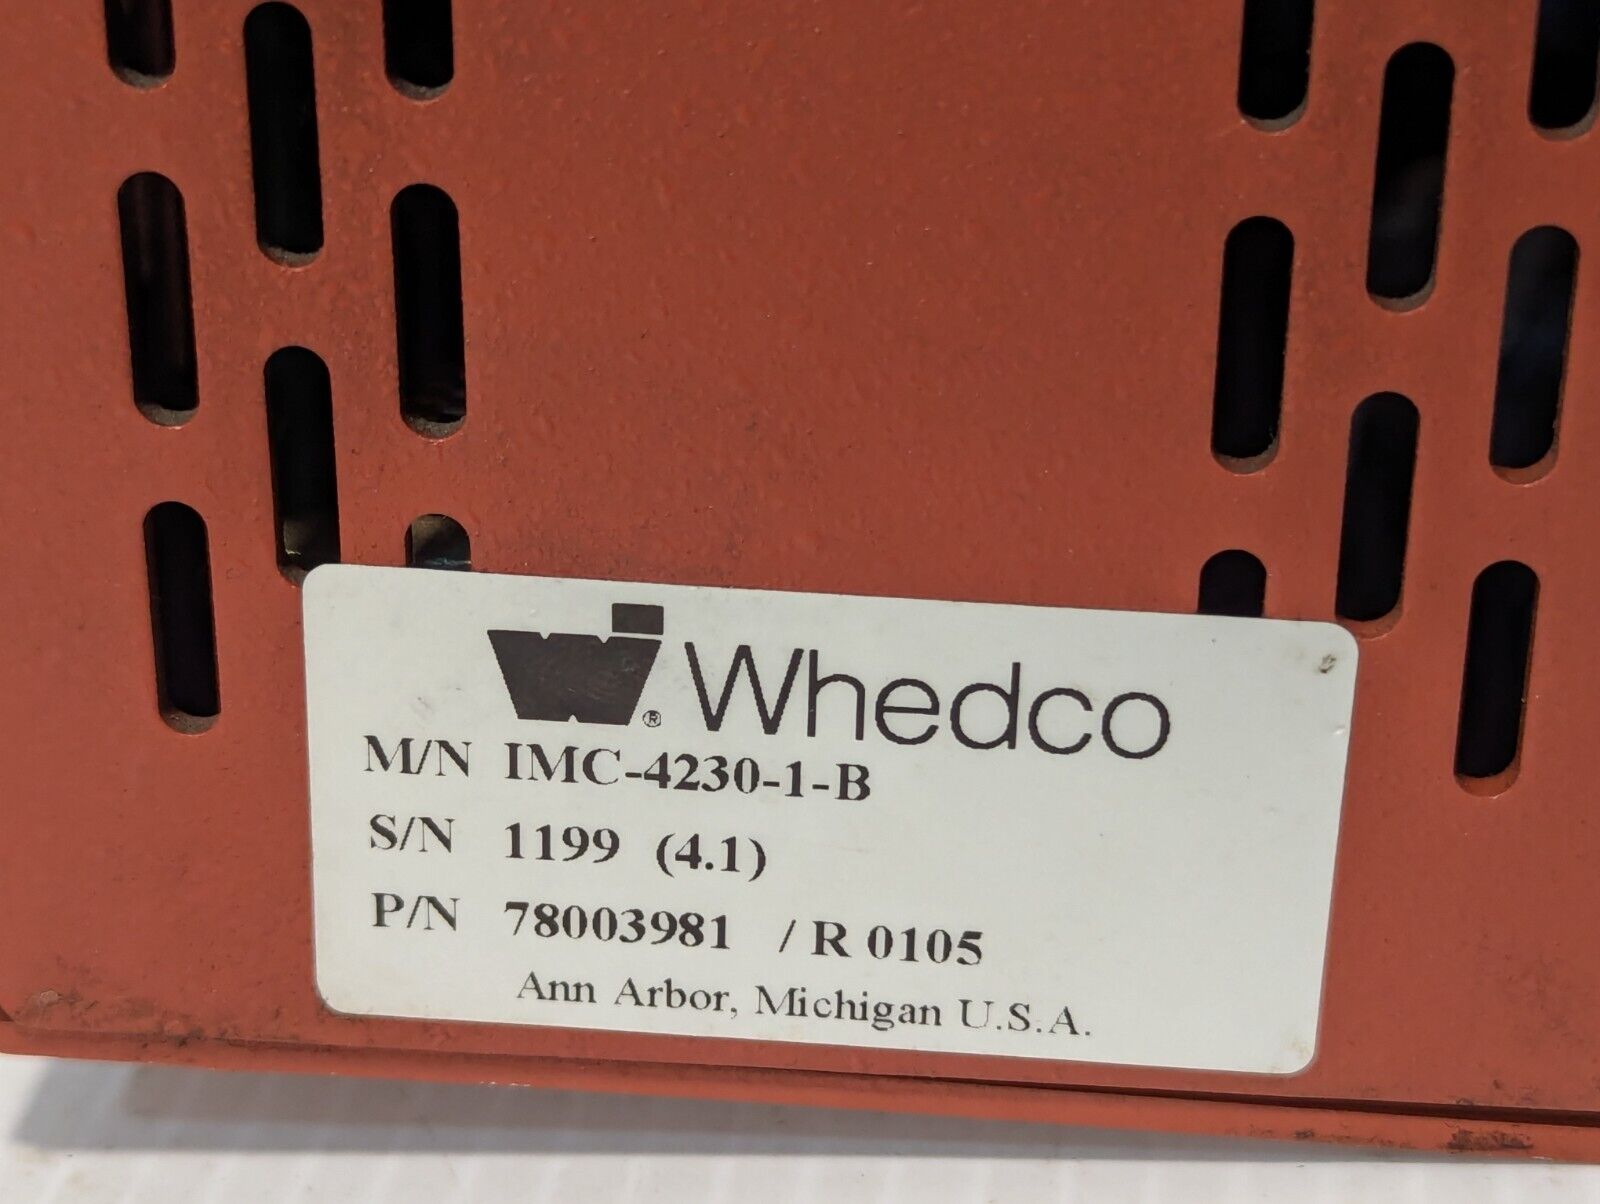 Whedco
M/N IMC-4230-1-B
S/N 1199 (4.1)
P/N 78003981 / R 0105
Ann Arbor, Michigan U.S.A.